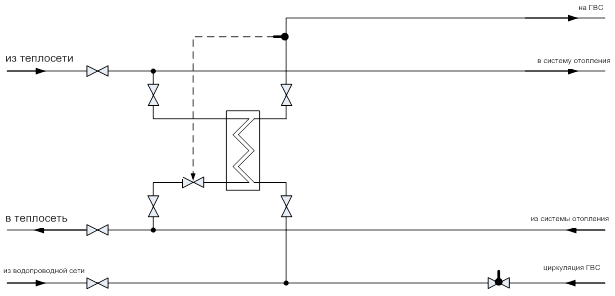 на ГВС
из теплосети
в систему отопления
в теплосеть
из системы отопления
из водопроводной сети
циркуляция ГВС